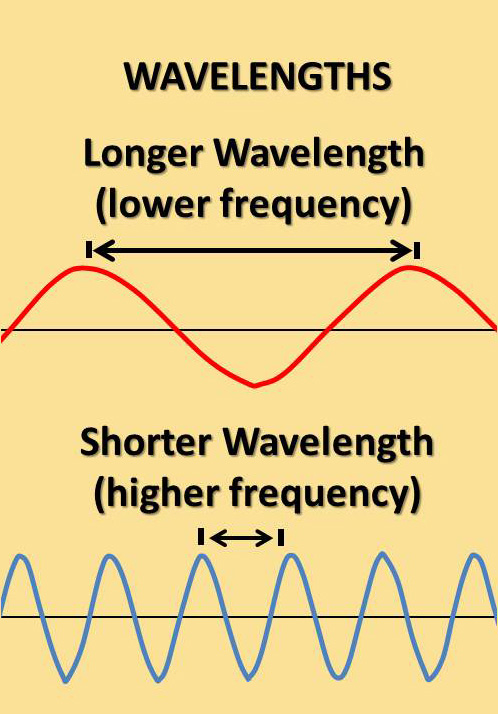 WAVELENGTHS
Longer Wavelength
(lower frequency)
Shorter Wavelength
(higher frequency)